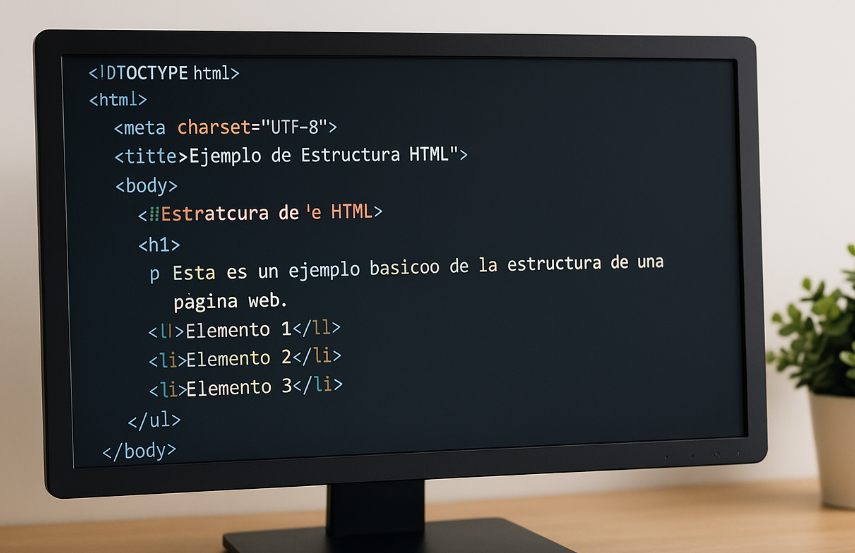 <!DTOCTYPE html>
<html>
<meta charset="UTF-8">
<titte>Ejemplo de Estructura HTML">
<body>
Estratcura de 'e HTML>
<h1>
p Esta es un ejemplo basicoo de la estructura de una
pàgina web.
<l|>Elemento 1</ll>
<li>Elemento 2</li>
<li>Elemento 3</li>
</ul>
</body>